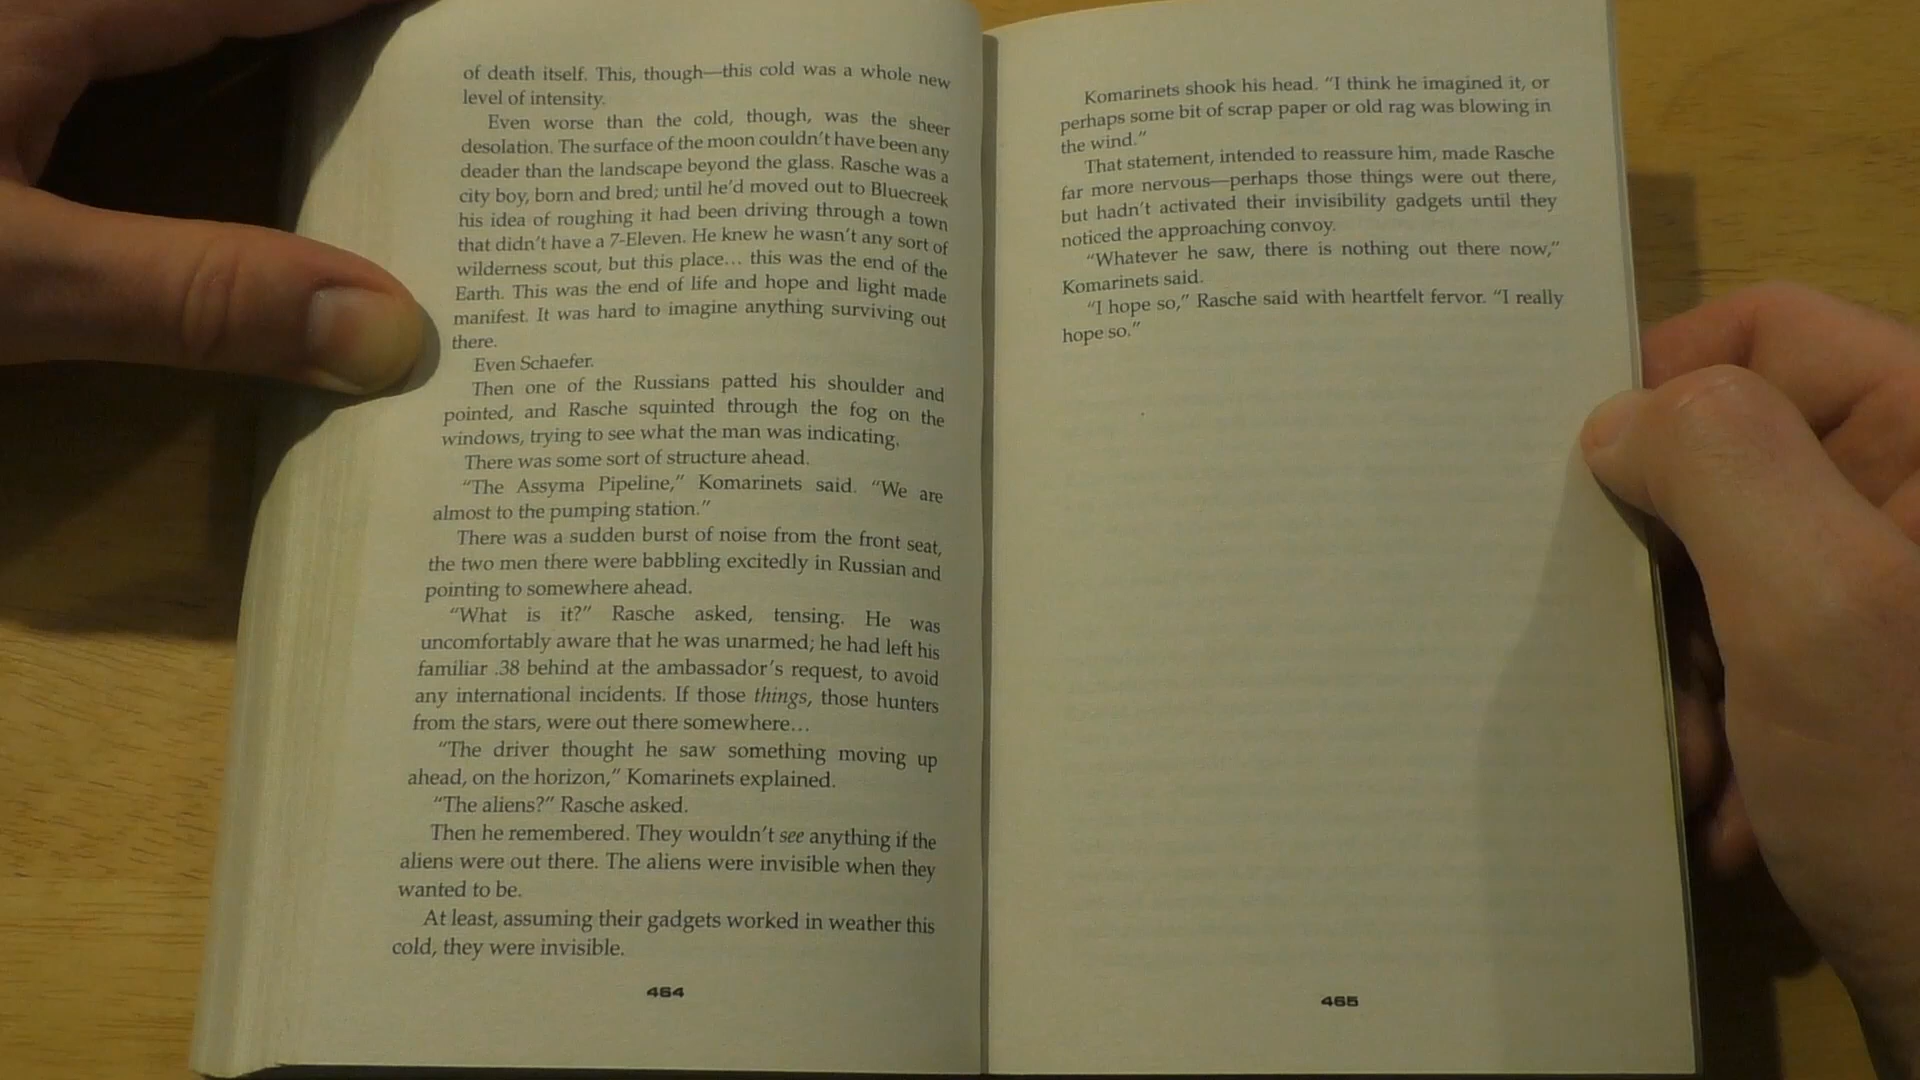 of death itself. This, though—this cold was a whole new
level of intensity.
Even worse than the cold, though, was the sheer
desolation. The surface of the moon couldn't have been any
deader than the landscape beyond the glass. Rasche was a
city boy, born and bred; until he'd moved out to Bluecreek
his idea of roughing it had been driving through a town
that didn't have a 7-Eleven. He knew he wasn't any sort of
wilderness scout, but this place… this was the end of the
Earth. This was the end of life and hope and light made
manifest. It was hard to imagine anything surviving out
there.
Even Schaefer.
Then one of the Russians patted his shoulder and
pointed, and Rasche squinted through the fog on the
windows, trying to see what the man was indicating.
There was some sort of structure ahead.
“The Assyma Pipeline,” Komarinets said. “We are
almost to the pumping station.”
There was a sudden burst of noise from the front seat,
the two men there were babbling excitedly in Russian and
pointing to somewhere ahead.
“What is it?” Rasche asked, tensing. He was
uncomfortably aware that he was unarmed; he had left his
familiar .38 behind at the ambassador's request, to avoid
any international incidents. If those things, those hunters
from the stars, were out there somewhere…
“The driver thought he saw something moving up
ahead, on the horizon,” Komarinets explained.
“The aliens?” Rasche asked.
Then he remembered. They wouldn't see anything if the
aliens were out there. The aliens were invisible when they
wanted to be.
At least, assuming their gadgets worked in weather this
cold, they were invisible.
464
Komarinets shook his head. “I think he imagined it, or
perhaps some bit of scrap paper or old rag was blowing in
the wind.”
That statement, intended to reassure him, made Rasche
far more nervous—perhaps those things were out there,
but hadn't activated their invisibility gadgets until they
noticed the approaching convoy.
“Whatever he saw, there is nothing out there now,”
Komarinets said.
“I hope so,” Rasche said with heartfelt fervor. “I really
hope so.”
465